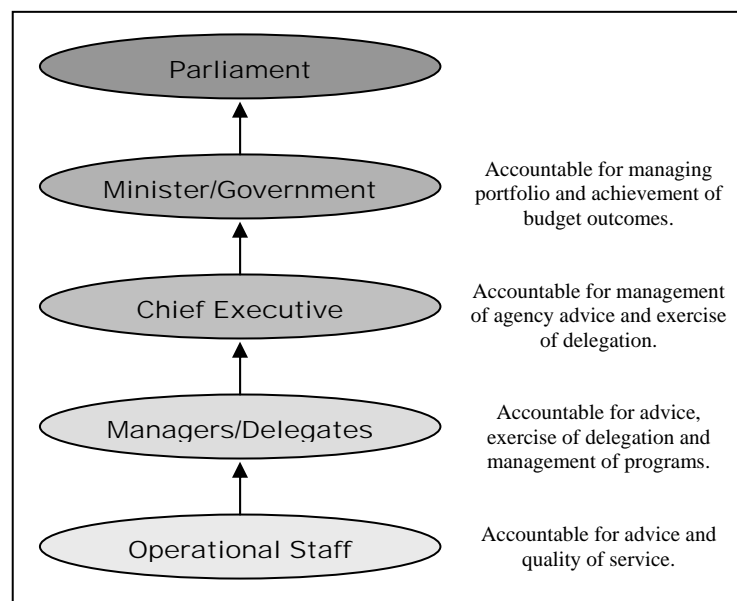 Parliament
Minister/Government
Accountable for managing
portfolio and achievement of
budget outcomes.
Chief Executive
Accountable for management
of agency advice and exercise
of delegation.
Managers/Delegates
Accountable for advice,
exercise of delegation and
management of programs.
Operational Staff
Accountable for advice and
quality of service.